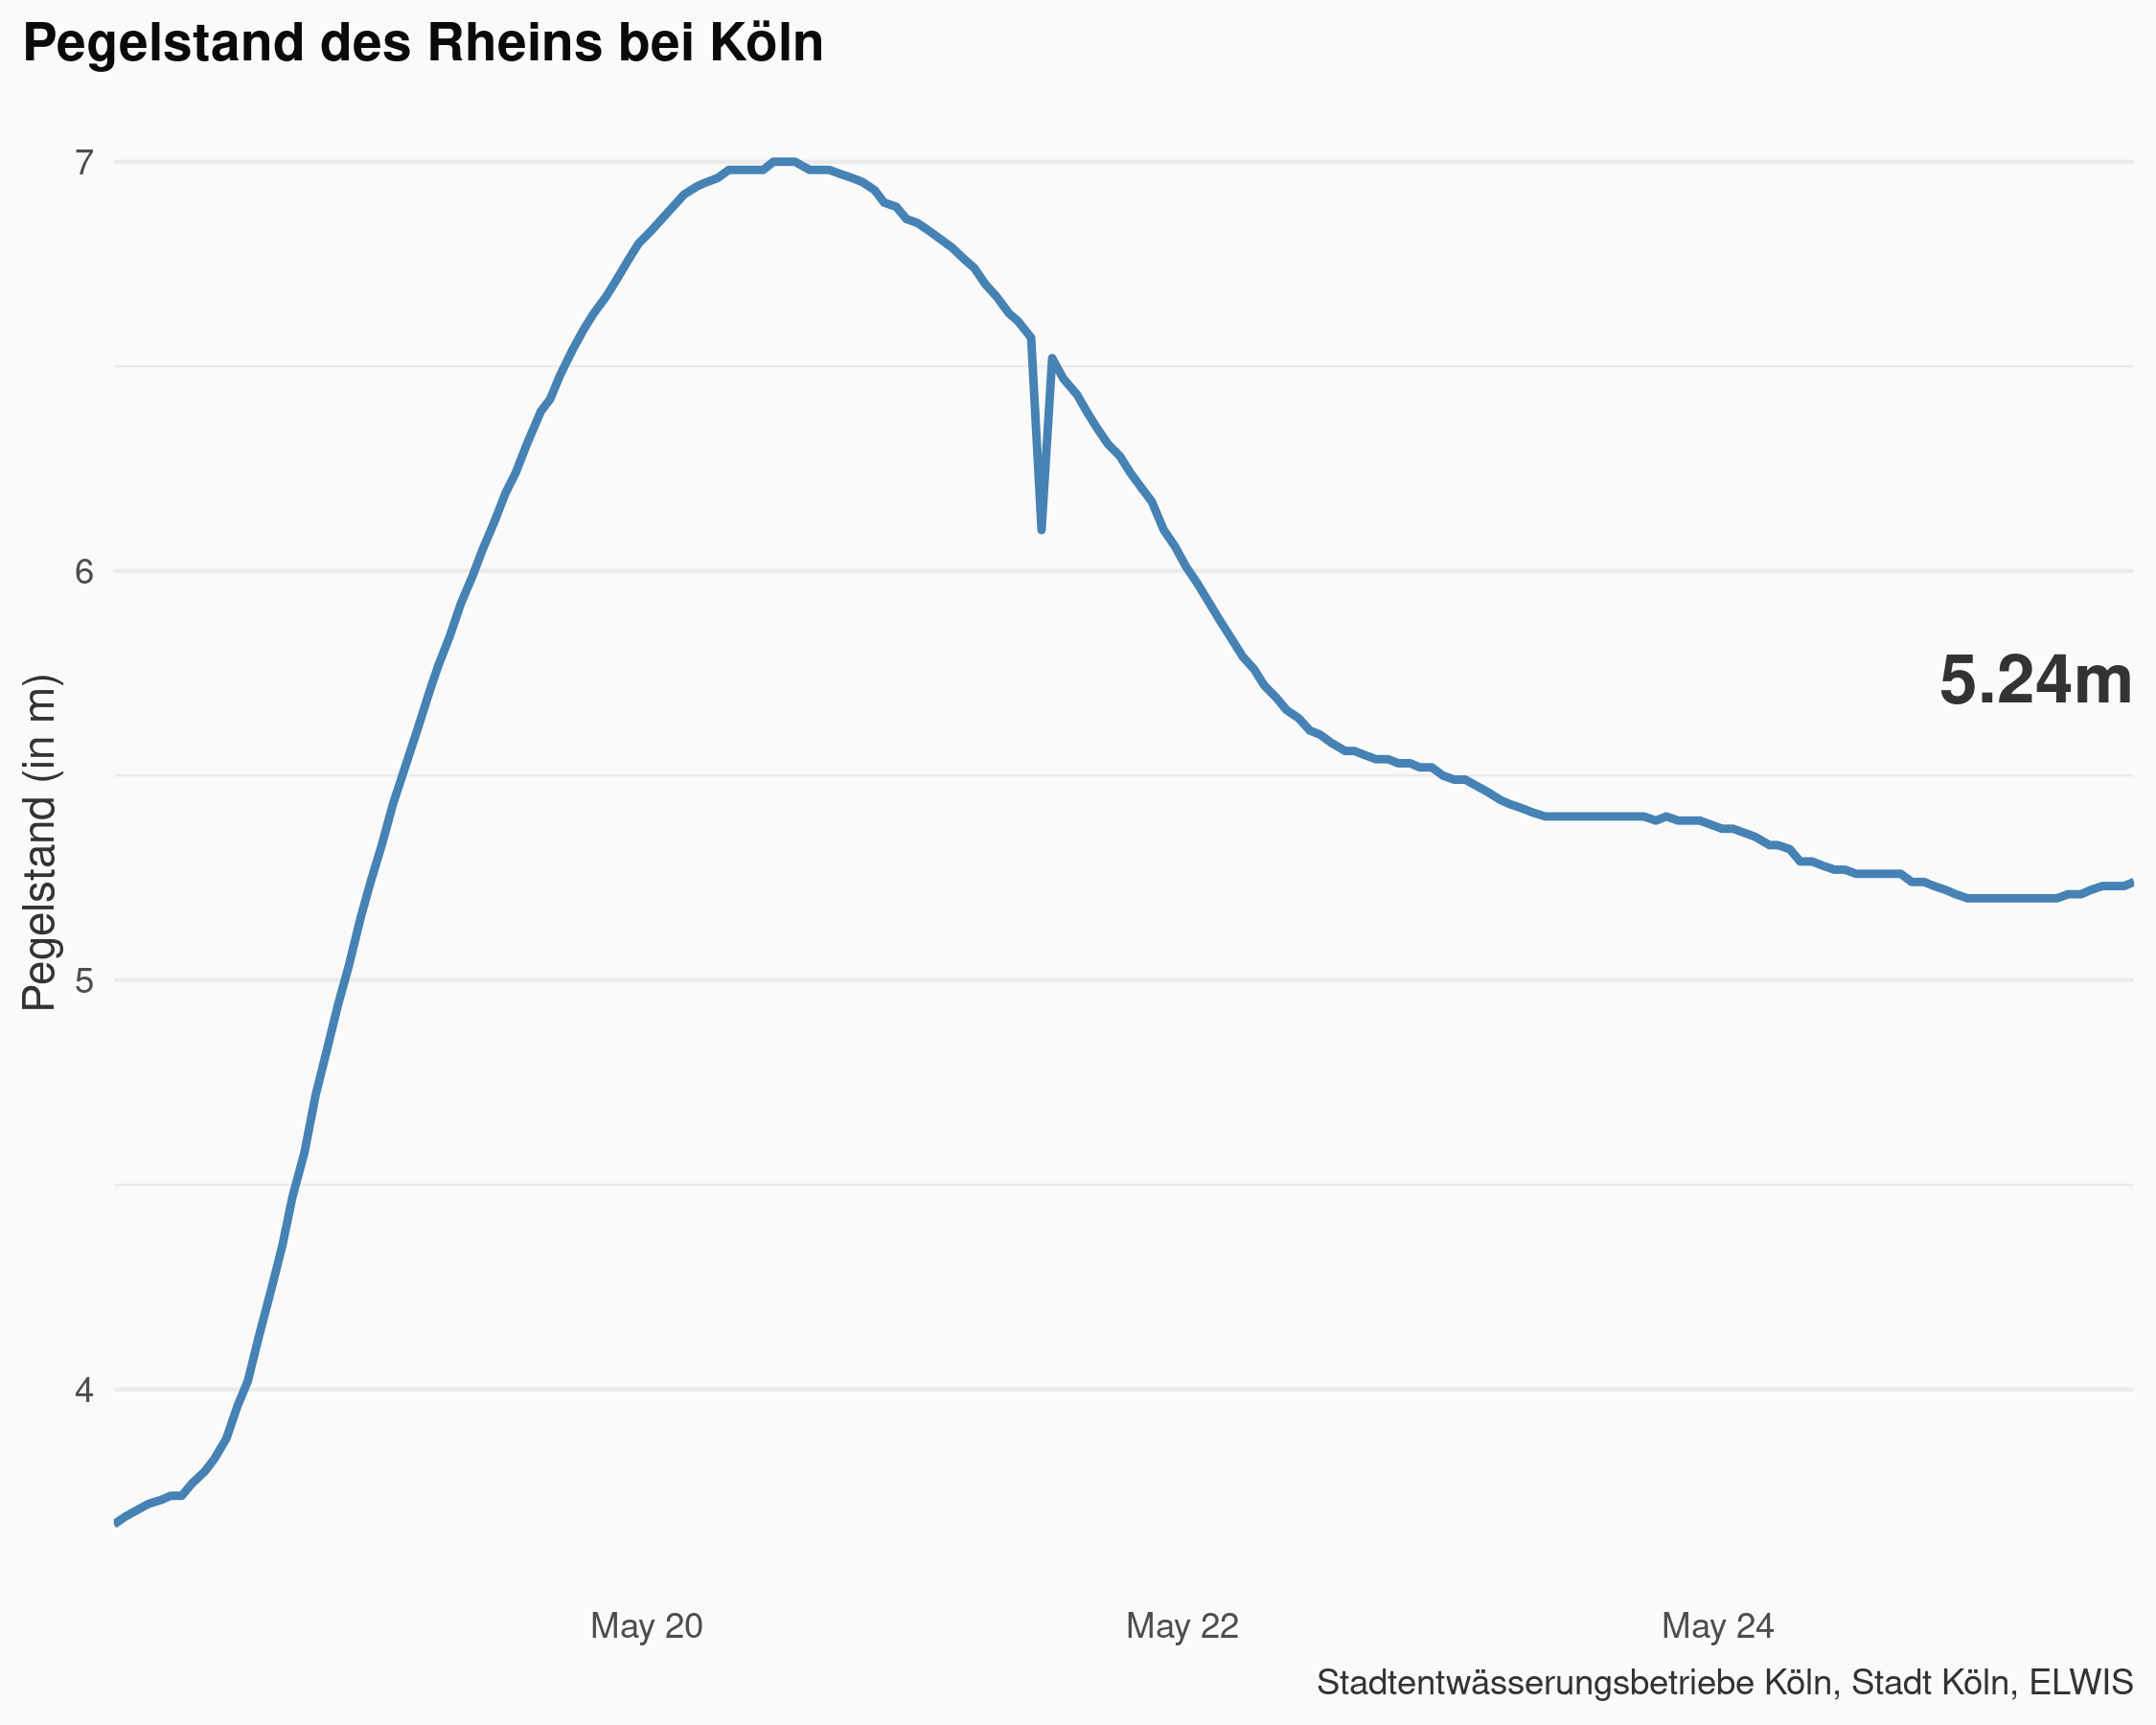 Pegelstand des Rheins bei Köln
Pegelstand (in m)
7
6
5
4
5.24m
May 20
May 22
May 24
Stadtentwässerungsbetriebe Köln, Stadt Köln, ELWIS